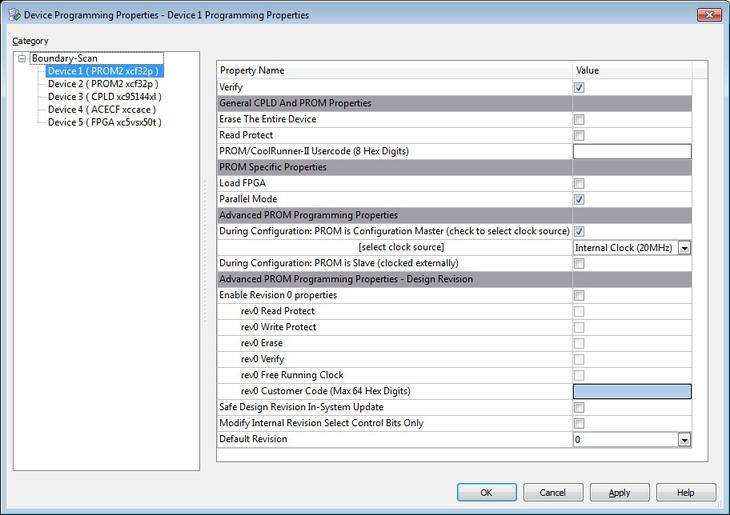 Device Programming Properties - Device 1 Programming Properties
Category
Boundary-Scan
Device 1 ( PROM2 xcf32p )
Device 2 ( PROM2 xcf32p )
Device 3 ( CPLD xc95144xl )
Device 4 ( ACECF xccace )
Device 5 ( FPGA xc5vsx50t )
Property Name Value
Verify
General CPLD And PROM Properties
Erase The Entire Device
Read Protect
PROM/CoolRunner-II Usercode (8 Hex Digits)
PROM Specific Properties
Load FPGA
Parallel Mode
Advanced PROM Programming Properties
During Configuration: PROM is Configuration Master (check to select clock source)
[select clock source] Internal Clock (20MHz)
During Configuration: PROM is Slave (clocked externally)
Advanced PROM Programming Properties - Design Revision
Enable Revision 0 properties
rev0 Read Protect
rev0 Write Protect
rev0 Erase
rev0 Verify
rev0 Free Running Clock
rev0 Customer Code (Max 64 Hex Digits)
Safe Design Revision In-System Update
Modify Internal Revision Select Control Bits Only
Default Revision 0
OK Cancel Apply Help